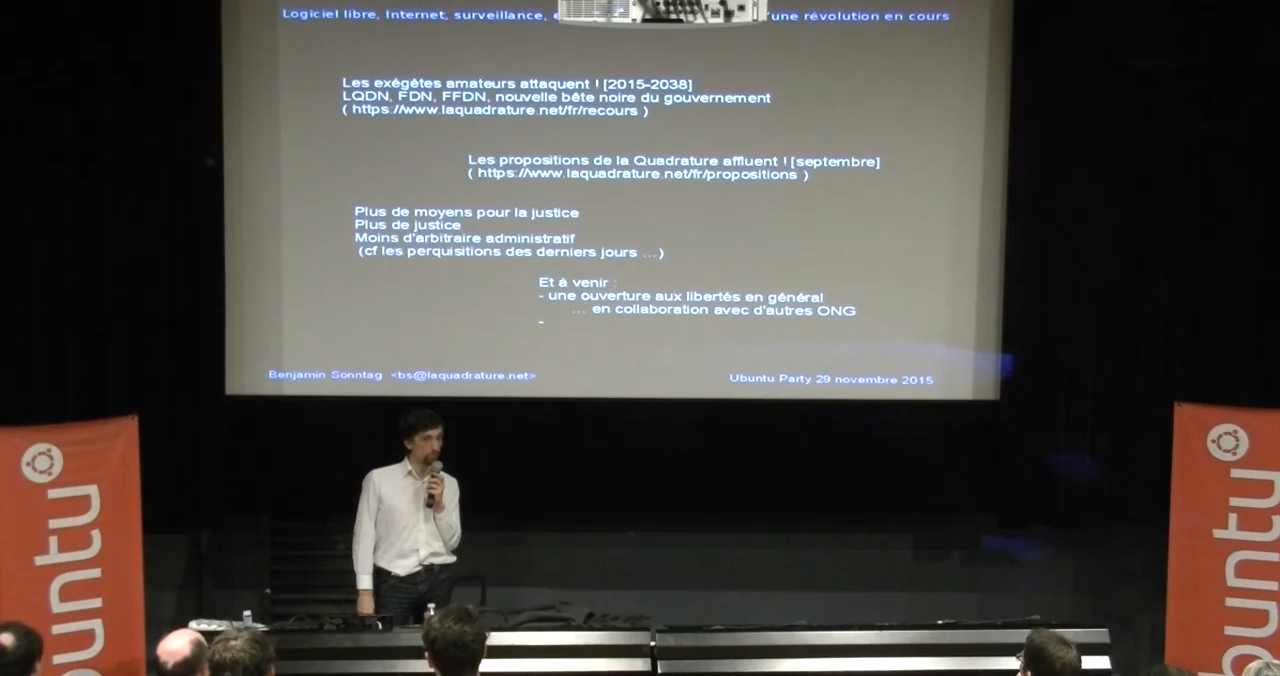 Logiciel libre, Internet, surveillance, 'une révolution en cours
Les exégètes amateurs attaquent ! [2015-2038]
LQDN, FDN, FFDN, nouvelle bête noire du gouvernement
( https://www.laquadrature.net/fr/recours )
Les propositions de la Quadrature affluent ! [septembre]
( https://www.laquadrature.net/fr/propositions )
Plus de moyens pour la justice
Plus de justice
Moins d'arbitraire administratif
(cf les perquisitions des derniers jours ...)
Et à venir :
- une ouverture aux libertés en général
... en collaboration avec d'autres ONG
-
Benjamin Sonntag <bs@laquadrature.net>
Ubuntu Party 29 novembre 2015
buntu
buntu